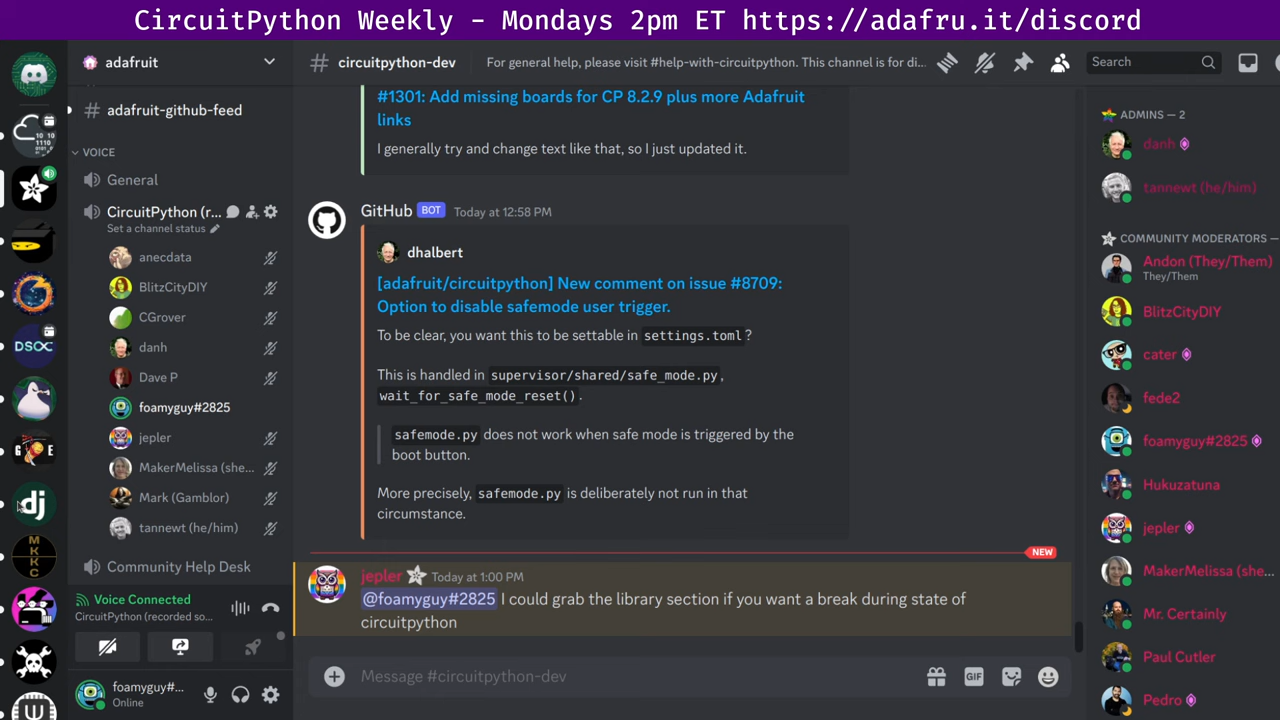 CircuitPython Weekly - Mondays 2pm ET https://adafru.it/discord
adafruit
# adafruit-github-feed
VOICE
General
CircuitPython (r...
Set a channel status
anecdata
BlitzCityDIY
CGrover
danh
Dave P
foamyguy#2825
jepler
MakerMelissa (she...
Mark (Gamblor)
tannewt (he/him)
Community Help Desk
Voice Connected
CircuitPython (recorded so...
foamyguy#...
Online
# circuitpython-dev
For general help, please visit #help-with-circuitpython. This channel is for di...
Search
#1301: Add missing boards for CP 8.2.9 plus more Adafruit
links
I generally try and change text like that, so I just updated it.
GitHub BOT Today at 12:58 PM
dhalbert
[adafruit/circuitpython] New comment on issue #8709:
Option to disable safemode user trigger.
To be clear, you want this to be settable in settings.toml?
This is handled in supervisor/shared/safe_mode.py,
wait_for_safe_mode_reset().
safemode.py does not work when safe mode is triggered by the
boot button.
More precisely, safemode.py is deliberately not run in that
circumstance.
NEW
jepler Today at 1:00 PM
@foamyguy#2825 I could grab the library section if you want a break during state of
circuitpython
Message #circuitpython-dev
GIF
ADMINS — 2
danh
tannewt (he/him)
COMMUNITY MODERATORS —
Andon (They/Them)
They/Them
BlitzCityDIY
cater
fede2
foamyguy#2825
Hukuzatuna
jepler
MakerMelissa (she...
Mr. Certainly
Paul Cutler
Pedro
DSOC
dj
MKKC